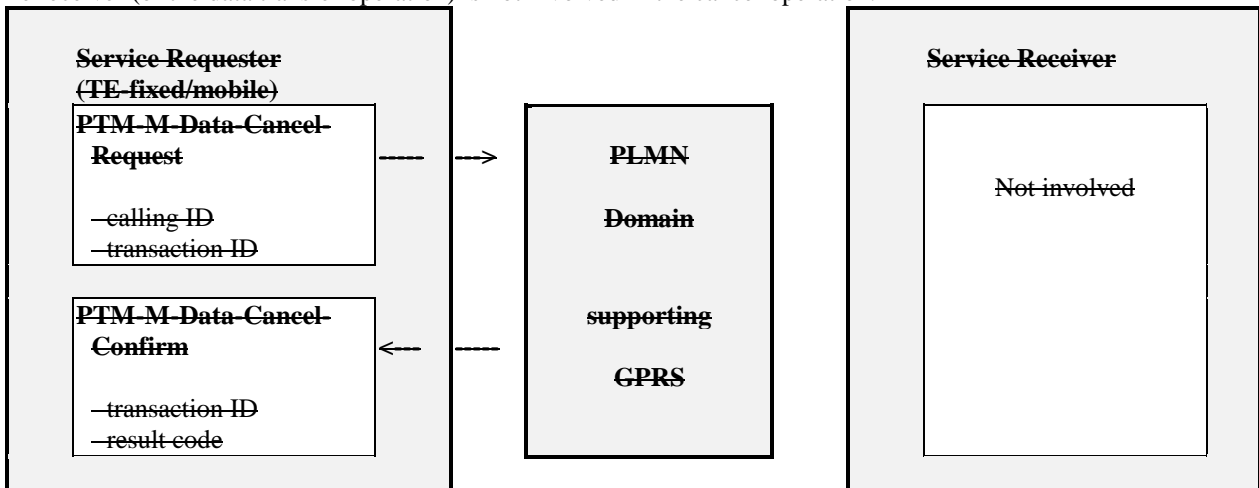 Service Requester
(TE-fixed/mobile)
PTM-M-Data-Cancel-
Request
- calling ID
- transaction ID
PTM-M-Data-Cancel-
Confirm
- transaction ID
- result code
PLMN
Domain
supporting
GPRS
Service Receiver
Not involved